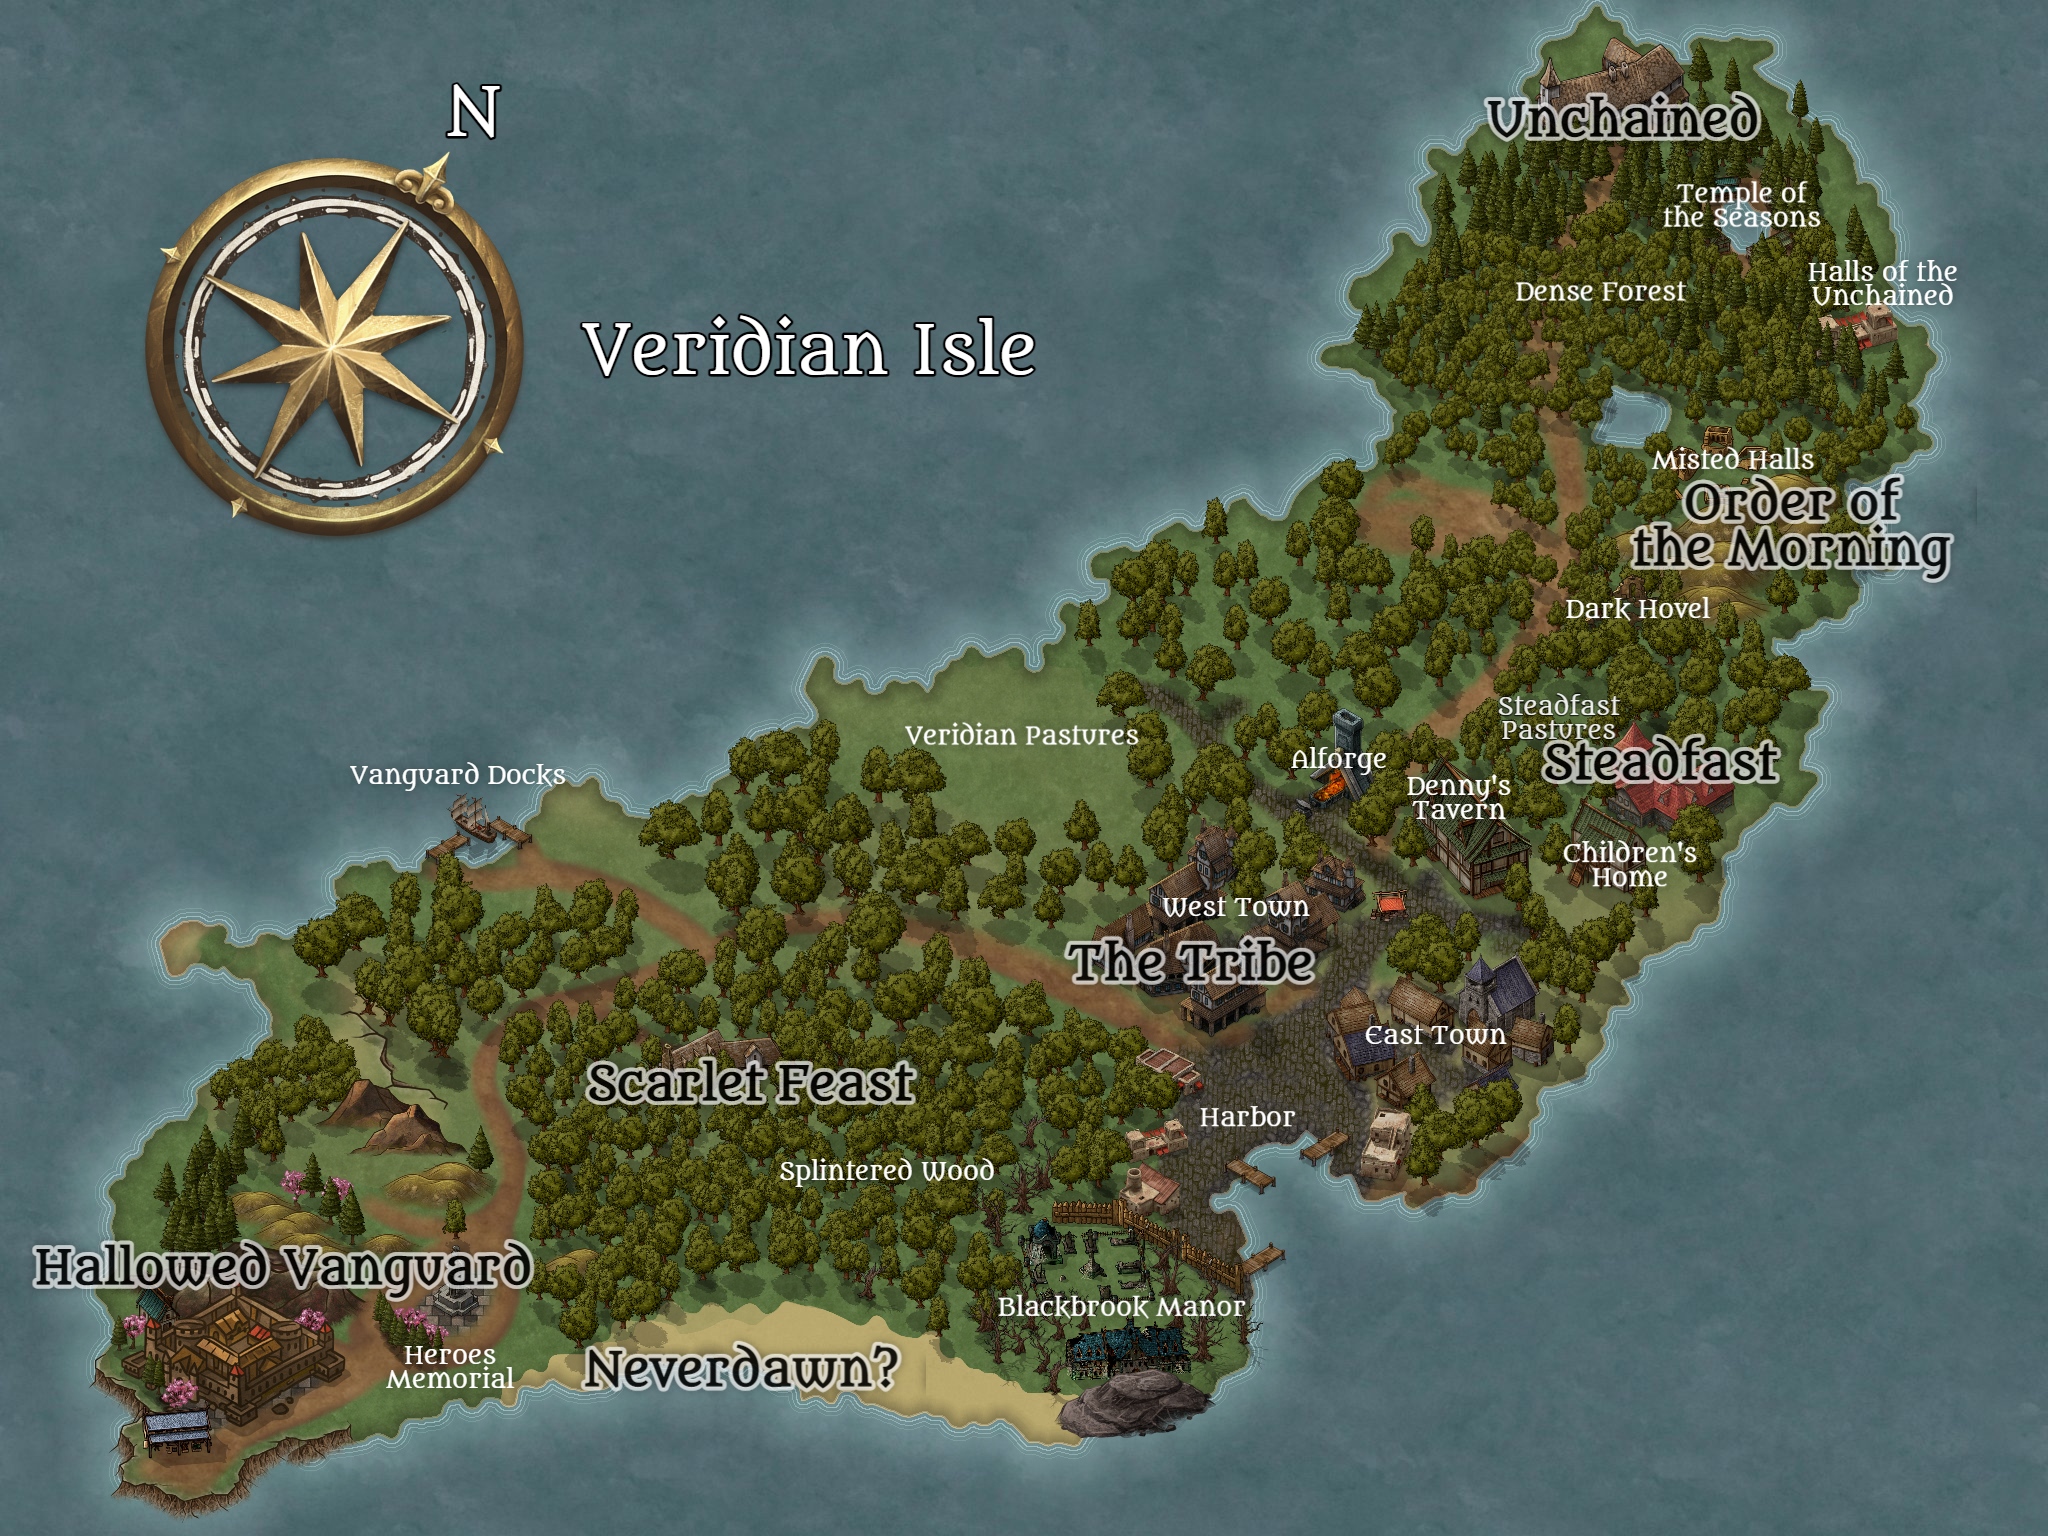 N
Veridian Isle
Unchained
Temple of
the Seasons
Halls of the
Unchained
Dense Forest
Misted Halls
Order of
the Morning
Dark Hovel
Steadfast
Pastures
Steadfast
Veridian Pastures
Alforge
Denny's
Tavern
Vanguard Docks
Children's
Home
West Town
The Tribe
East Town
Scarlet Feast
Harbor
Splintered Wood
Hallowed Vanguard
Blackbrook Manor
Heroes
Memorial
Neverdawn?